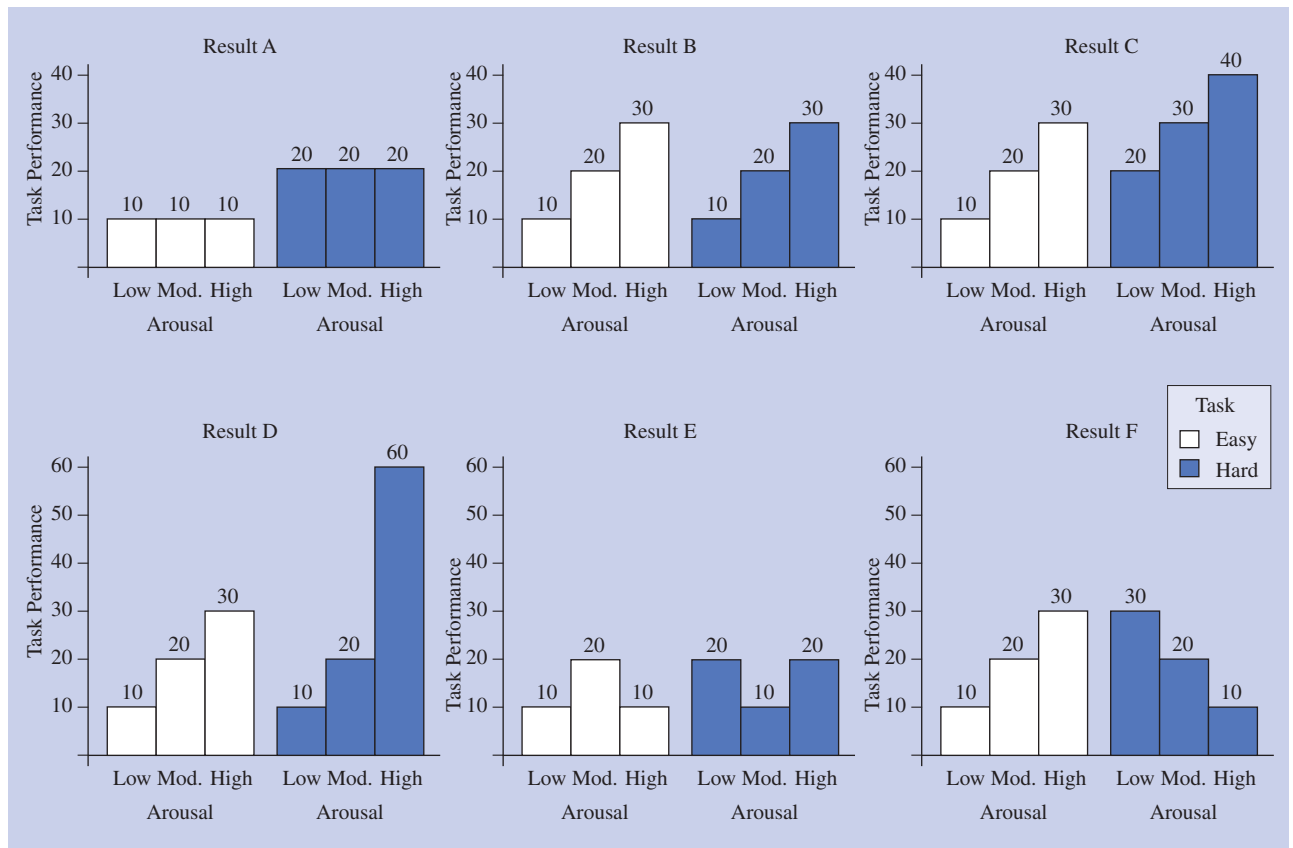 Result A
Task Performance
40
30
20
10
10 10 10
20 20 20
Low Mod. High
Arousal
Low Mod. High
Arousal
Result B
Task Performance
40
30
20
10
10 20 30
10 20 30
Low Mod. High
Arousal
Low Mod. High
Arousal
Result C
Task Performance
40
30
20
10
10 20 30
20 30 40
Low Mod. High
Arousal
Low Mod. High
Arousal
Task
Easy
Hard
Result D
Task Performance
60
50
40
30
20
10
10 20 30
10 20 60
Low Mod. High
Arousal
Low Mod. High
Arousal
Result E
Task Performance
60
50
40
30
20
10
10 20 10
20 10 20
Low Mod. High
Arousal
Low Mod. High
Arousal
Result F
Task Performance
60
50
40
30
20
10
10 20 30
30 20 10
Low Mod. High
Arousal
Low Mod. High
Arousal